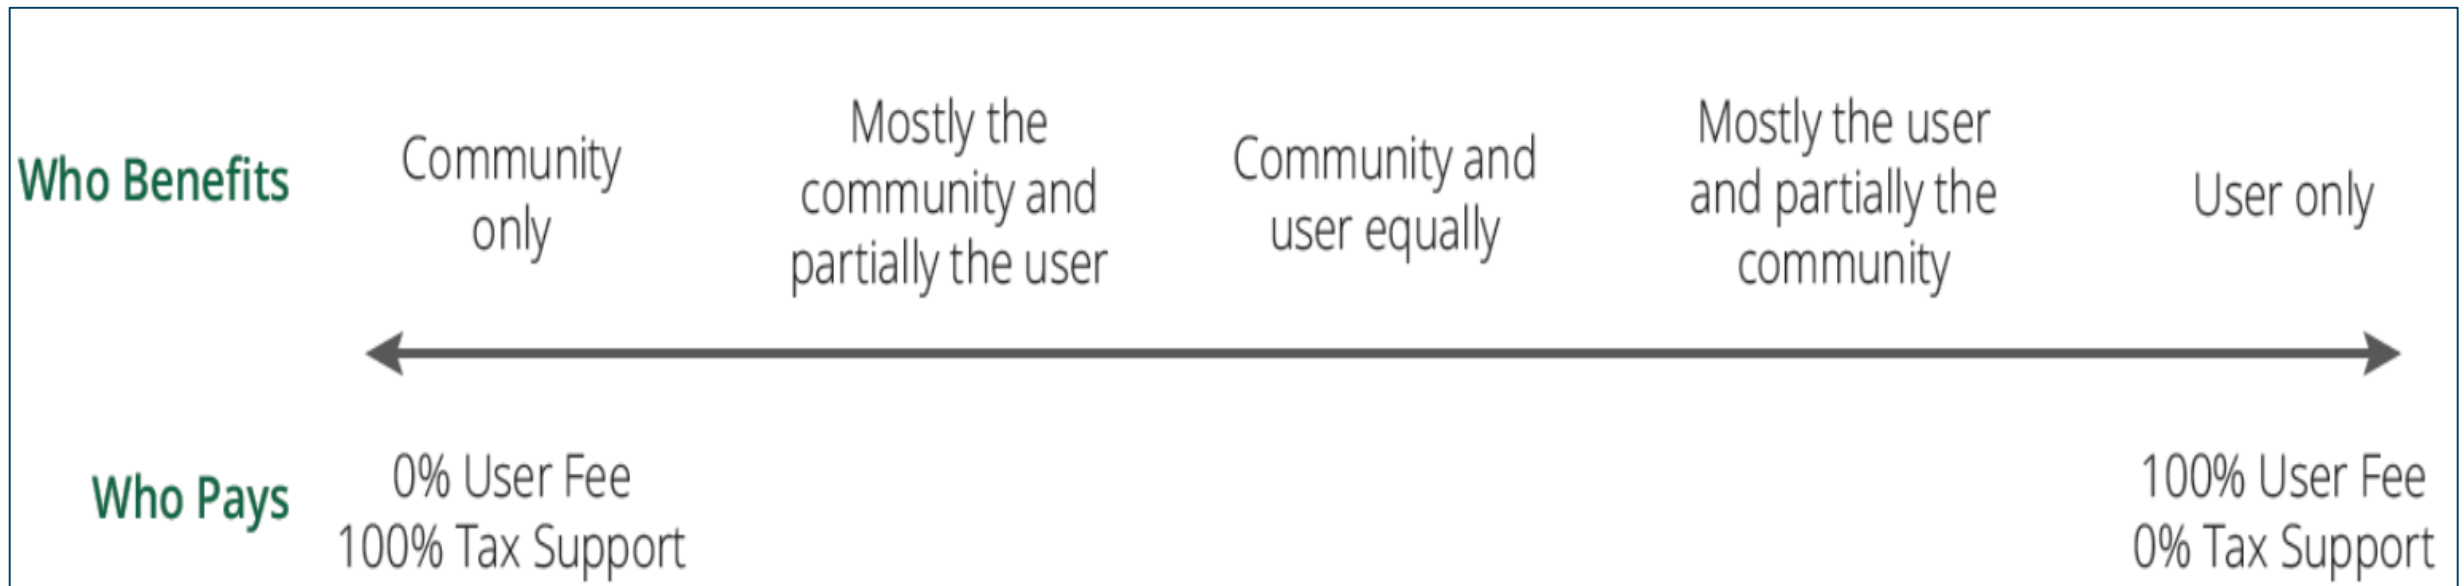 Who Benefits
Community
only
Mostly the
community and
partially the user
Community and
user equally
Mostly the user
and partially the
community
User only
Who Pays
0% User Fee
100% Tax Support
100% User Fee
0% Tax Support